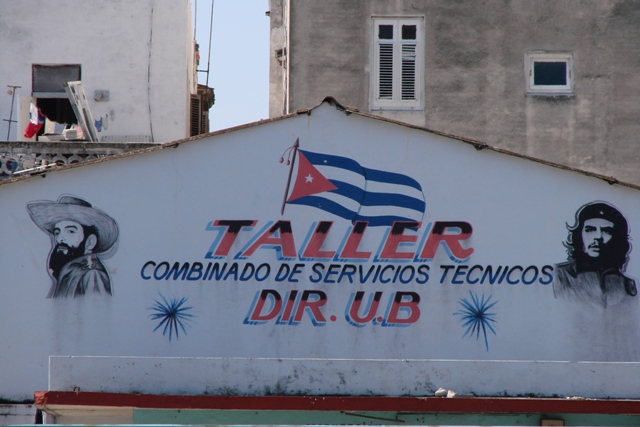 TALLER
COMBINADO DE SERVICIOS TECNICOS
DIR. U.B